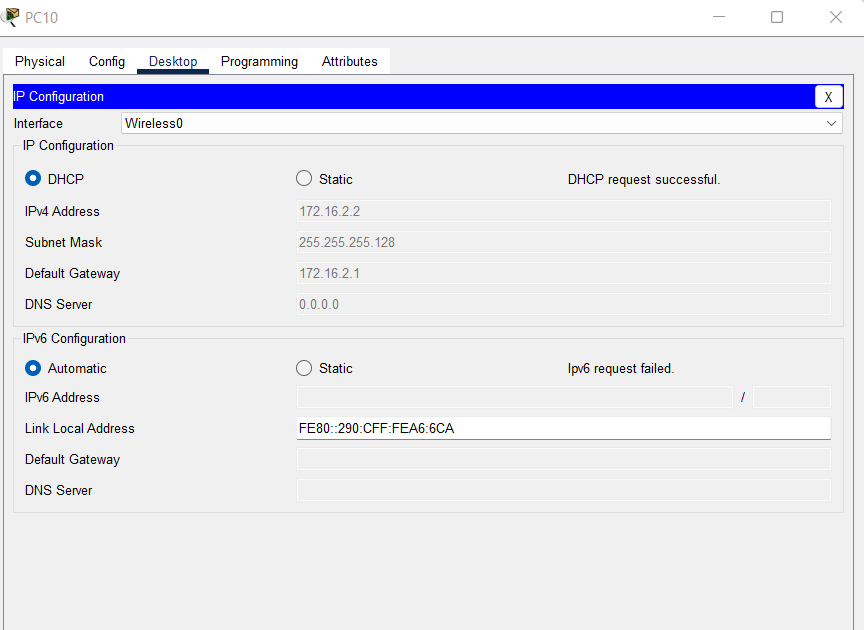 PC10
Physical Config Desktop Programming Attributes
IP Configuration X
Interface Wireless0
IP Configuration
DHCP Static DHCP request successful.
IPv4 Address 172.16.2.2
Subnet Mask 255.255.255.128
Default Gateway 172.16.2.1
DNS Server 0.0.0.0
IPv6 Configuration
Automatic Static Ipv6 request failed.
IPv6 Address /
Link Local Address FE80::290:CFF:FEA6:6CA
Default Gateway
DNS Server